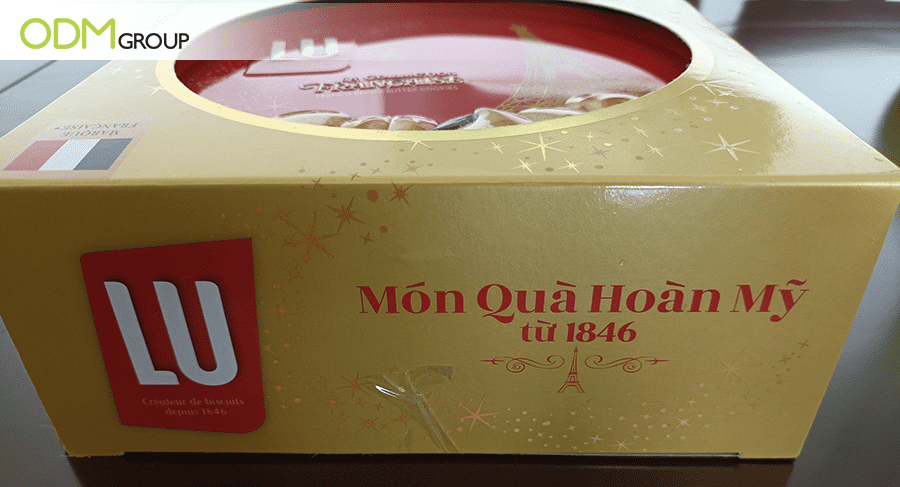 ODM GROUP
LU
BUTTER COOKIES
MARQUE
FRANÇAISE
LU
Créateur de biscuits
depuis 1846
Món Quà Hoàn Mỹ
từ 1846